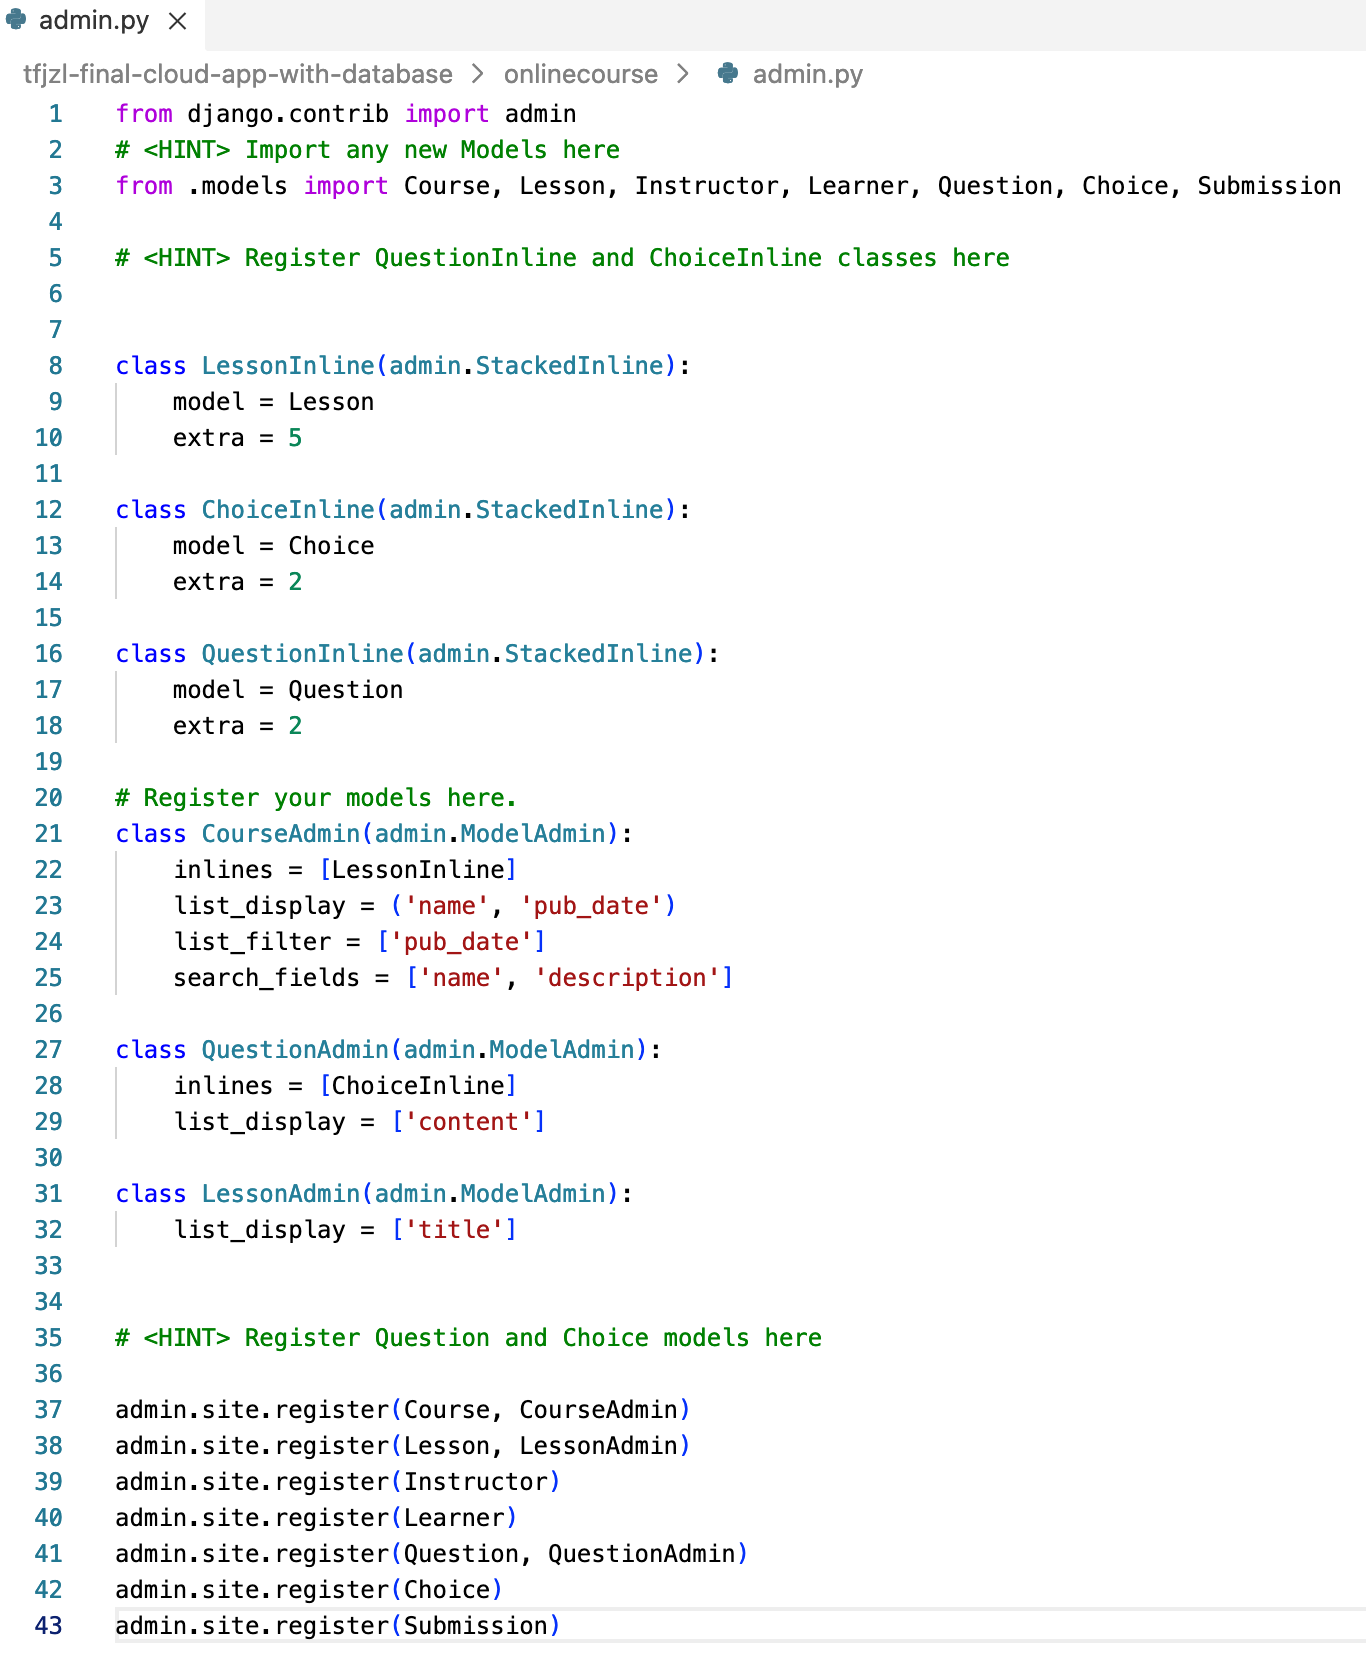 admin.py ×
tfjzl-final-cloud-app-with-database > onlinecourse > admin.py
1 from django.contrib import admin
2 # <HINT> Import any new Models here
3 from .models import Course, Lesson, Instructor, Learner, Question, Choice, Submission
4
5 # <HINT> Register QuestionInline and ChoiceInline classes here
6
7
8 class LessonInline(admin.StackedInline):
9     model = Lesson
10     extra = 5
11
12 class ChoiceInline(admin.StackedInline):
13     model = Choice
14     extra = 2
15
16 class QuestionInline(admin.StackedInline):
17     model = Question
18     extra = 2
19
20 # Register your models here.
21 class CourseAdmin(admin.ModelAdmin):
22     inlines = [LessonInline]
23     list_display = ('name', 'pub_date')
24     list_filter = ['pub_date']
25     search_fields = ['name', 'description']
26
27 class QuestionAdmin(admin.ModelAdmin):
28     inlines = [ChoiceInline]
29     list_display = ['content']
30
31 class LessonAdmin(admin.ModelAdmin):
32     list_display = ['title']
33
34
35 # <HINT> Register Question and Choice models here
36
37 admin.site.register(Course, CourseAdmin)
38 admin.site.register(Lesson, LessonAdmin)
39 admin.site.register(Instructor)
40 admin.site.register(Learner)
41 admin.site.register(Question, QuestionAdmin)
42 admin.site.register(Choice)
43 admin.site.register(Submission)